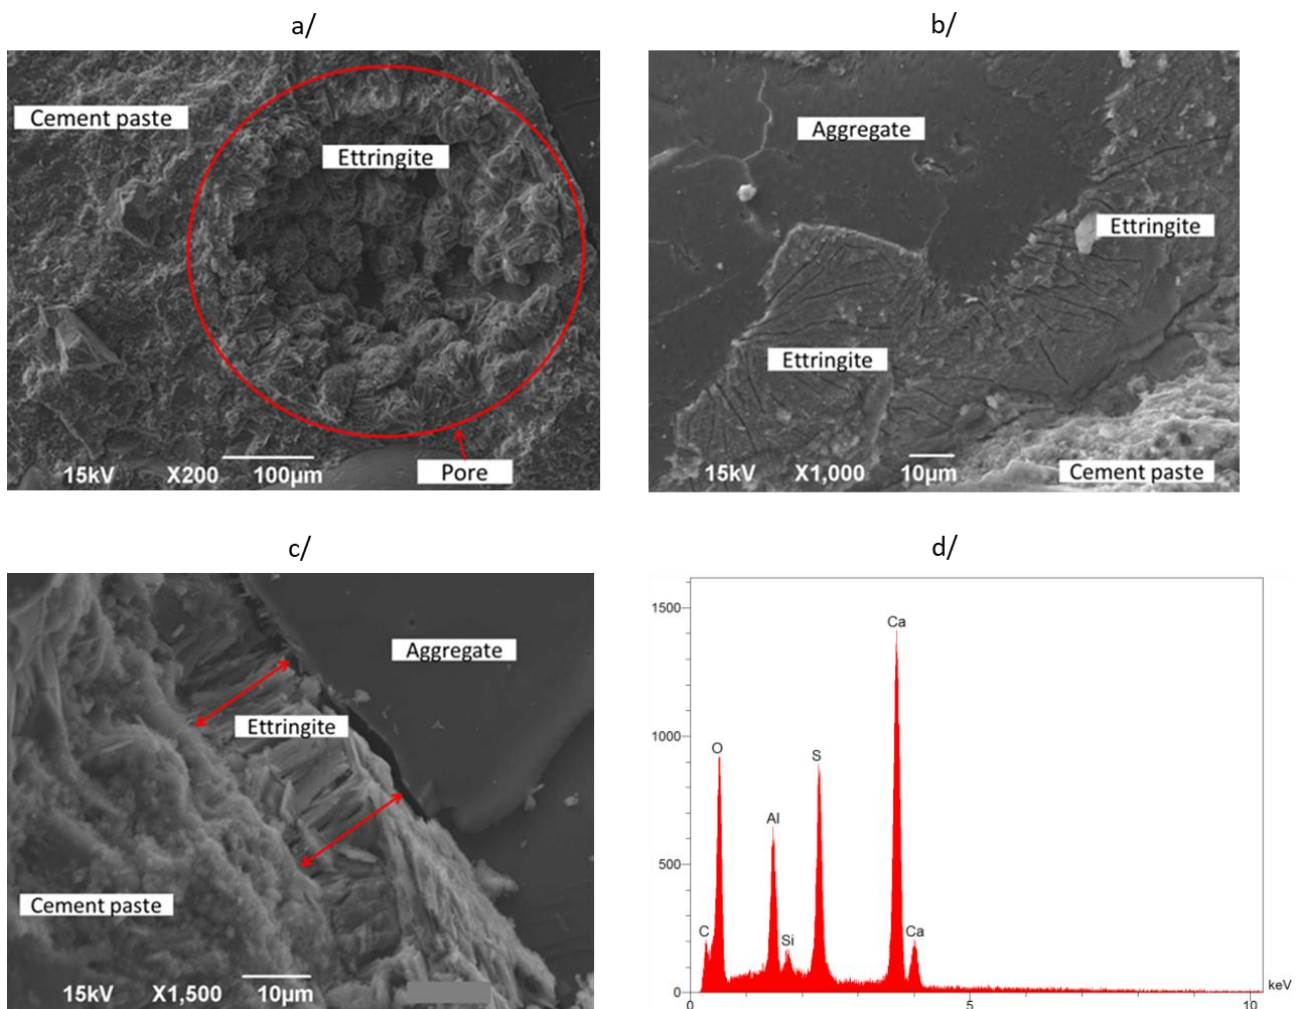 a/
b/
Cement paste
Ettringite
15kV X200 100µm
Pore
Aggregate
Ettringite
Ettringite
15kV X1,000 10µm
Cement paste
c/
d/
Aggregate
Ettringite
Cement paste
15kV X1,500 10µm
1500
1000
500
0
Ca
O
S
Al
C
Si
Ca
0 5 10
keV